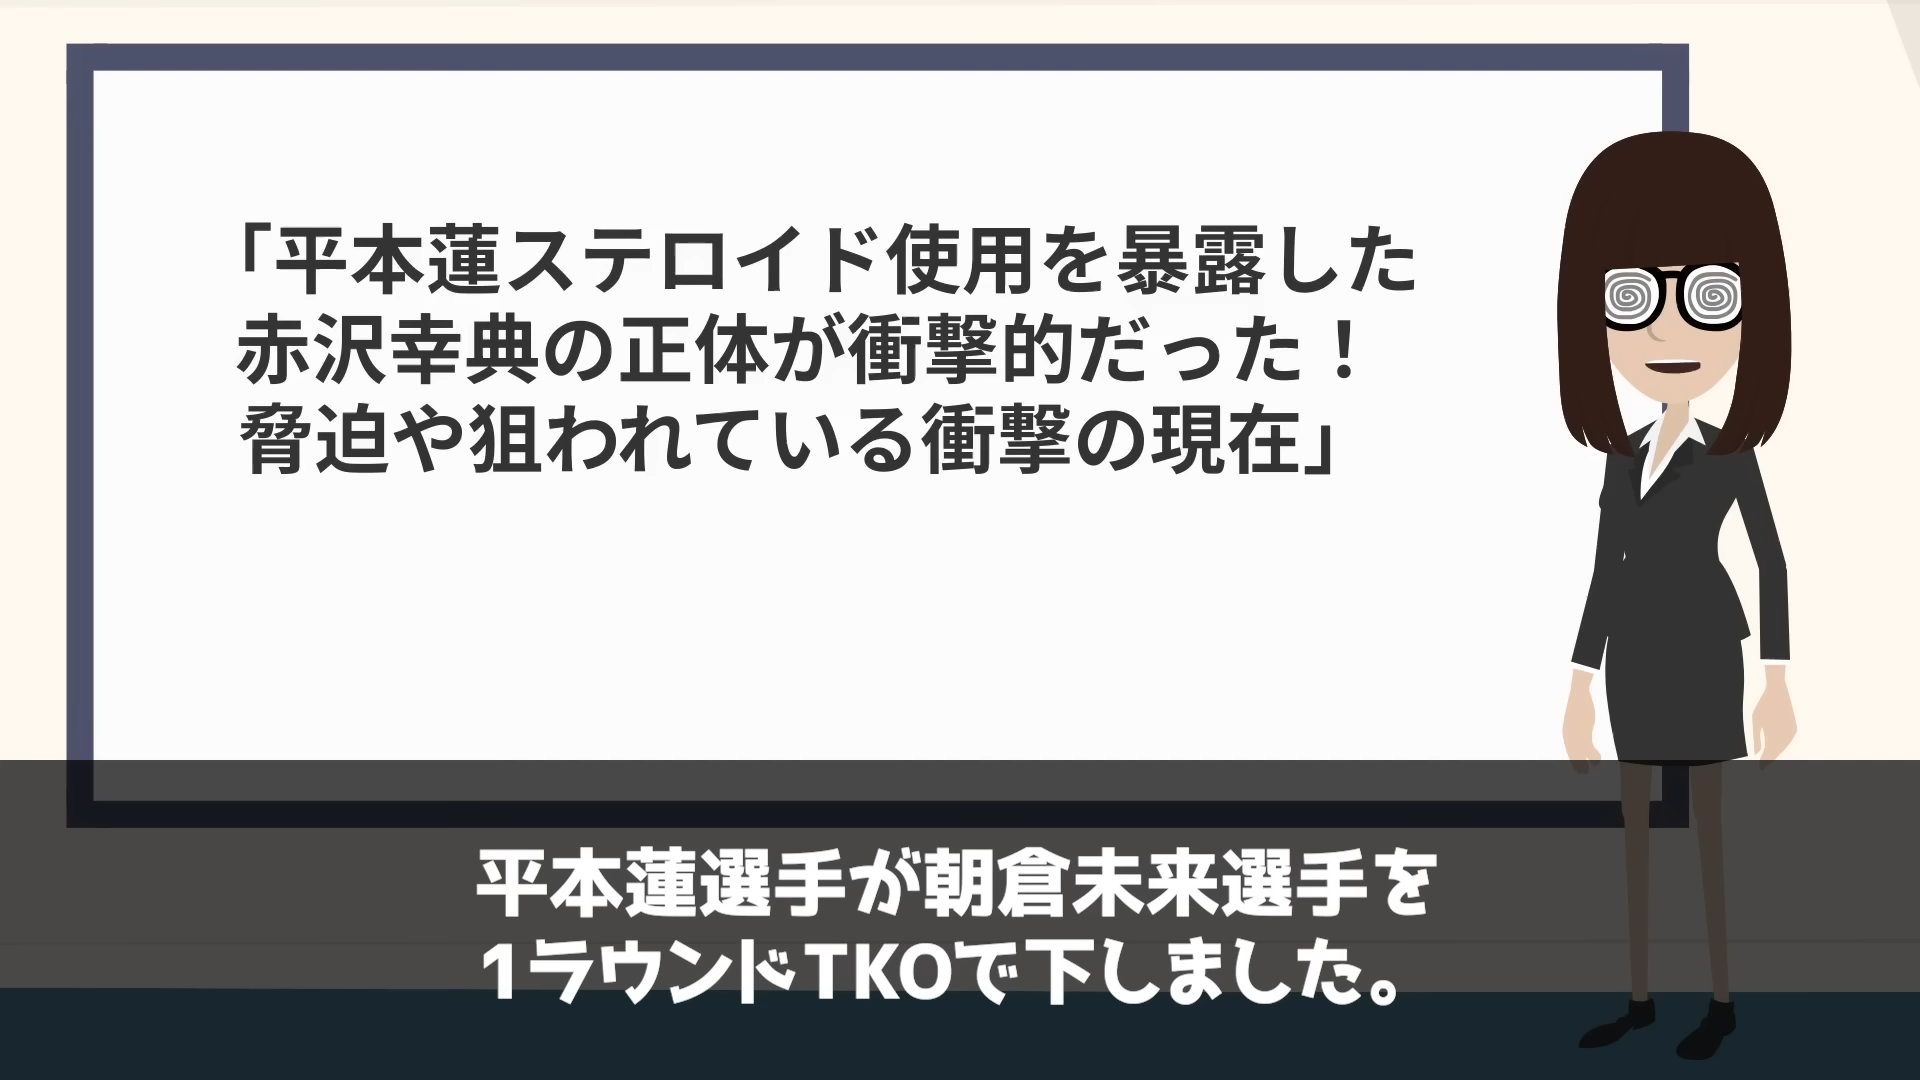 「平本蓮ステロイド使用を暴露した
赤沢幸典の正体が衝撃的だった！
脅迫や狙われている衝撃の現在」
平本蓮選手が朝倉未来選手を
1ラウンドTKOで下しました。